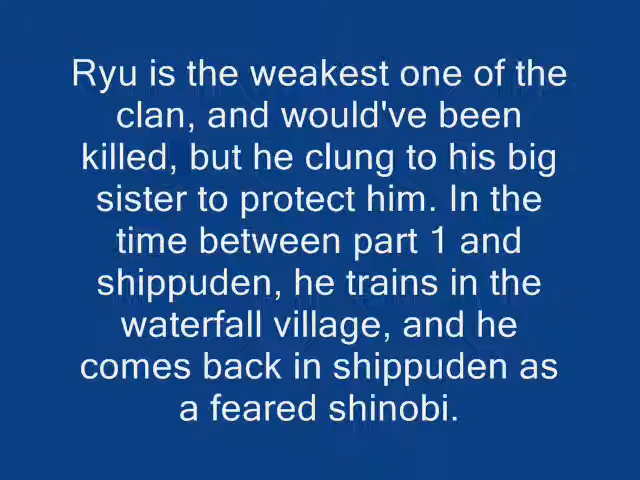 Ryu is the weakest one of the
clan, and would've been
killed, but he clung to his big
sister to protect him. In the
time between part 1 and
shippuden, he trains in the
waterfall village, and he
comes back in shippuden as
a feared shinobi.